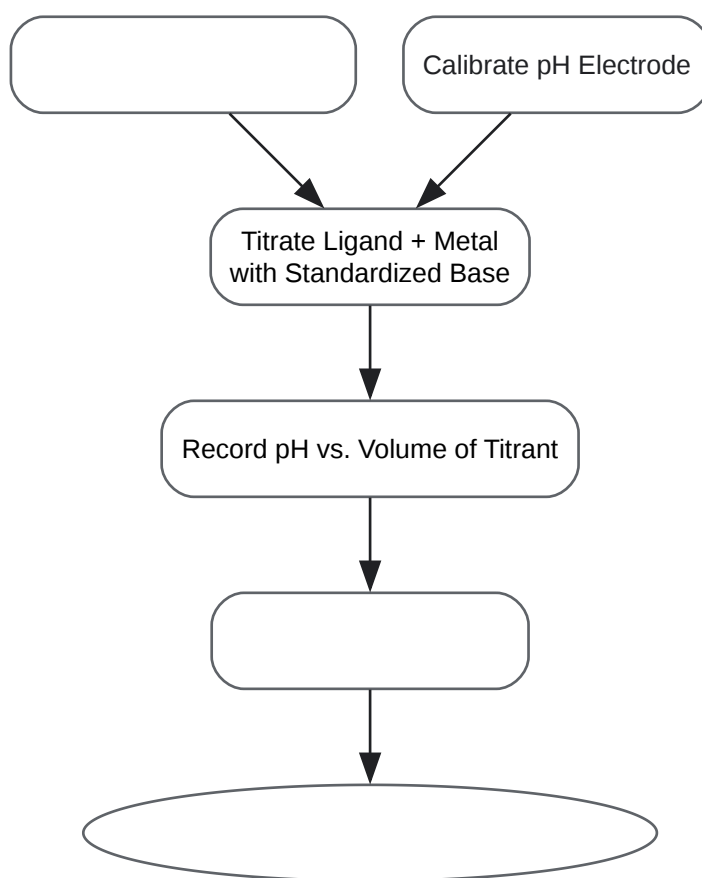 Calibrate pH Electrode
Titrate Ligand + Metal
with Standardized Base
Record pH vs. Volume of Titrant